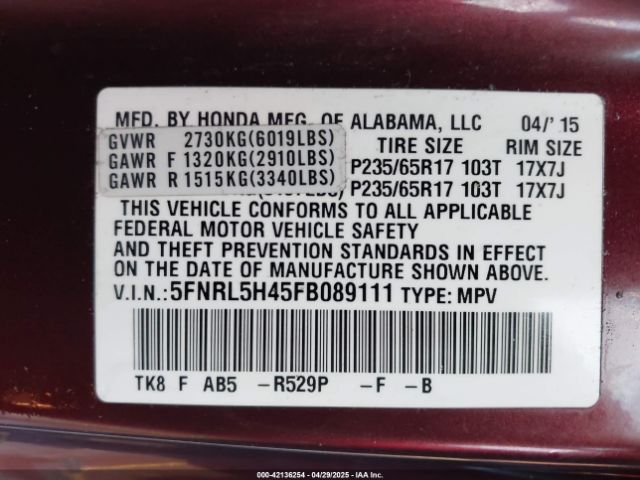 MFD. BY HONDA MFG. OF ALABAMA, LLC 04/' 15
GVWR 2730KG(6019LBS) TIRE SIZE RIM SIZE
GAWR F 1320KG(2910LBS) P235/65R17 103T 17X7J
GAWR R 1515KG(3340LBS) P235/65R17 103T 17X7J
THIS VEHICLE CONFORMS TO ALL APPLICABLE
FEDERAL MOTOR VEHICLE SAFETY
AND THEFT PREVENTION STANDARDS IN EFFECT
ON THE DATE OF MANUFACTURE SHOWN ABOVE.
V.I.N.:5FNRL5H45FB089111 TYPE: MPV
TK8 F AB5 -R529P -F -B
000-42136254 - 04/29/2025 - IAA Inc.